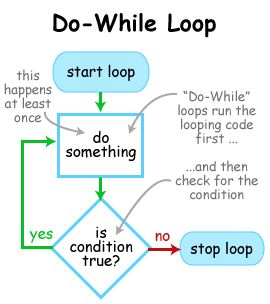 Do-While Loop
this
happens
at least
once
start loop
"Do-While"
loops run the
looping code
first ...
do
something
...and then
check for the
condition
yes
is
condition
true?
no
stop loop